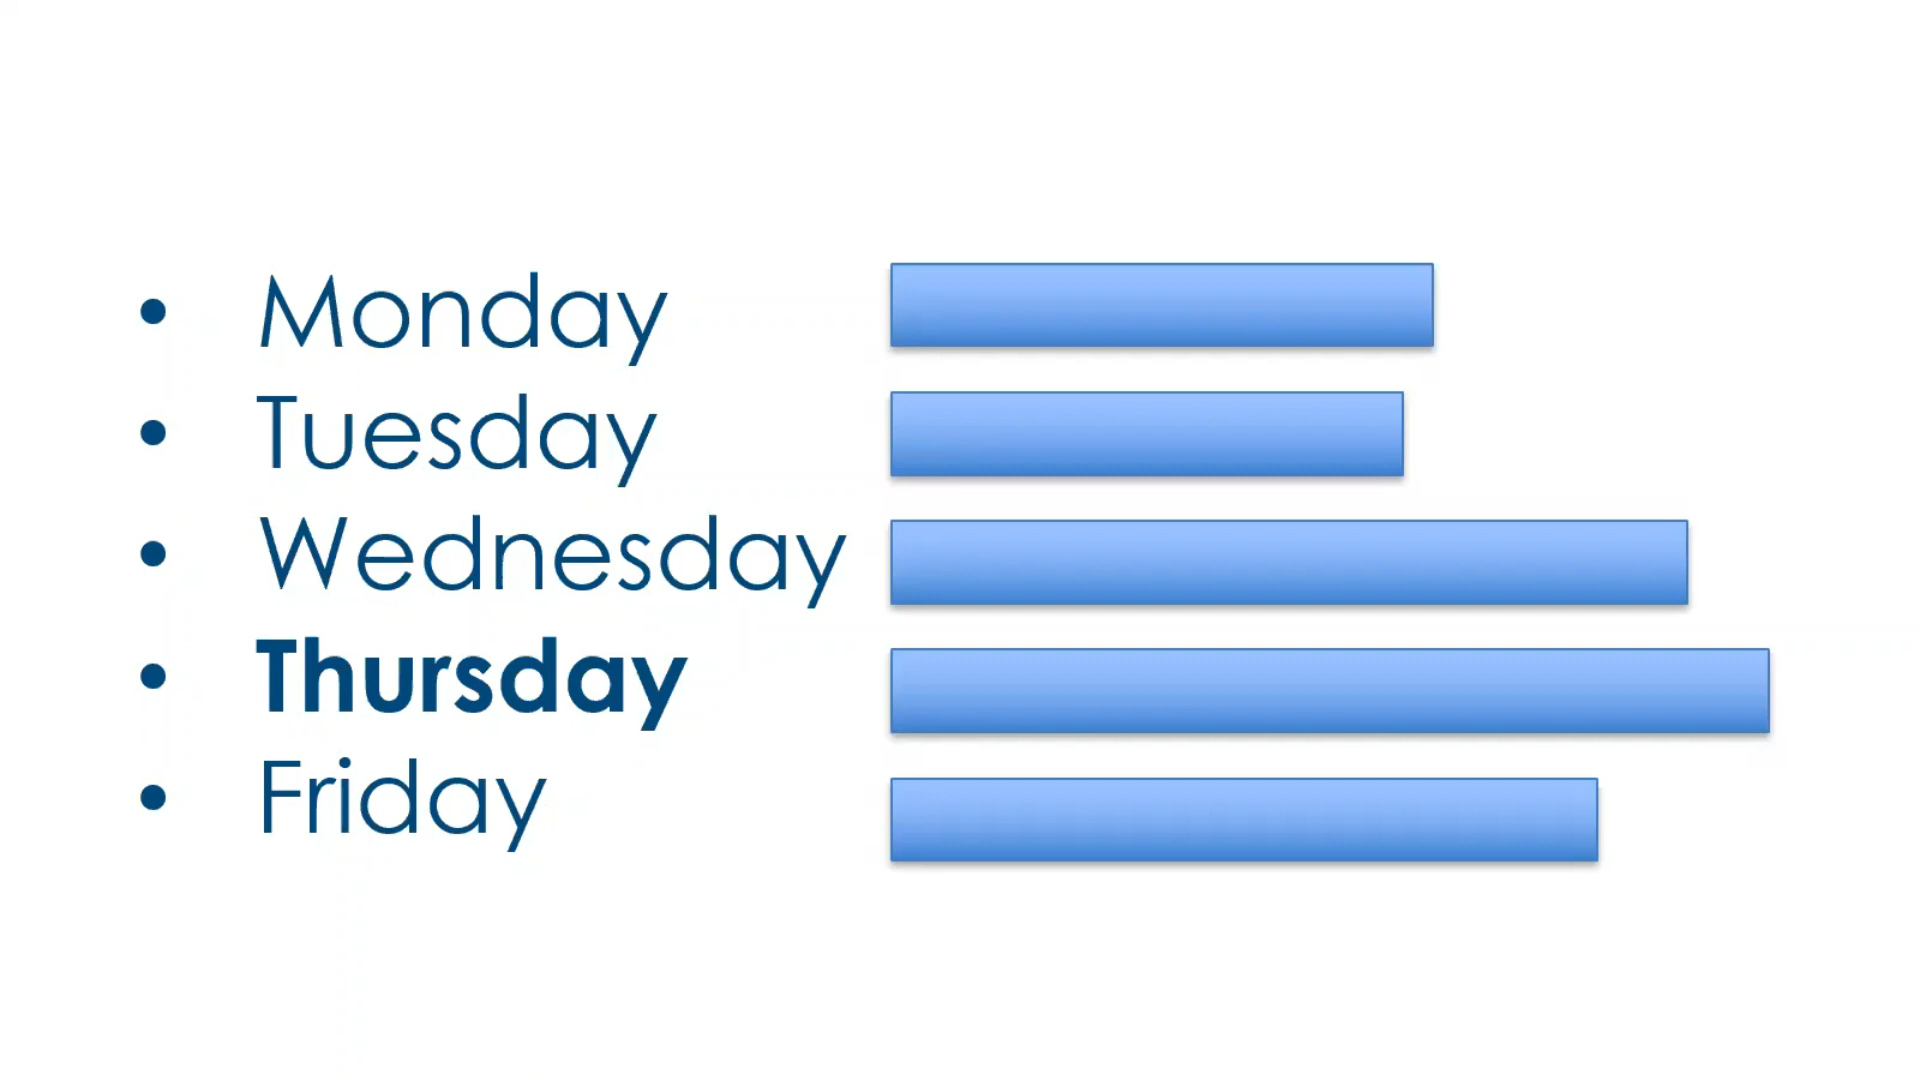 • Monday
• Tuesday
• Wednesday
• Thursday
• Friday